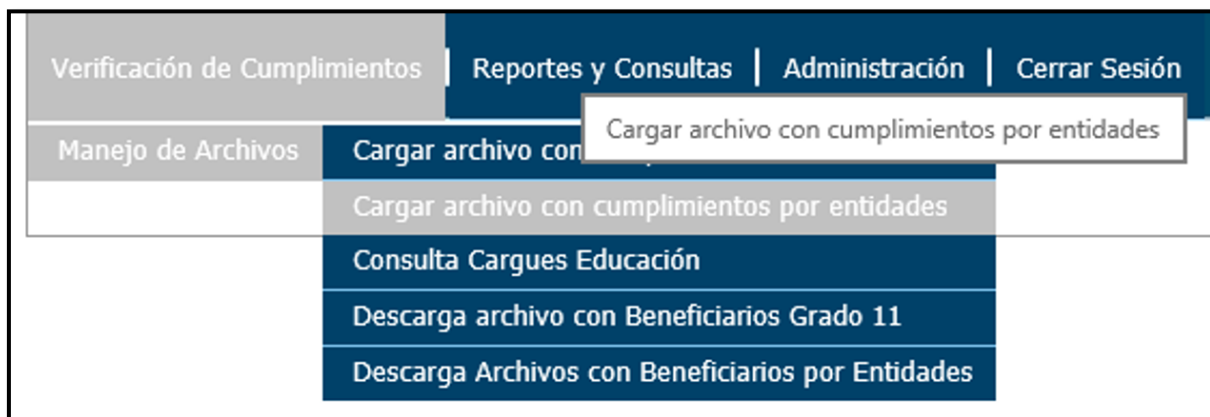 Verificación de Cumplimientos | Reportes y Consultas | Administración | Cerrar Sesión
Cargar archivo con cumplimientos por entidades
Manejo de Archivos Cargar archivo con
Cargar archivo con cumplimientos por entidades
Consulta Cargues Educación
Descarga archivo con Beneficiarios Grado 11
Descarga Archivos con Beneficiarios por Entidades